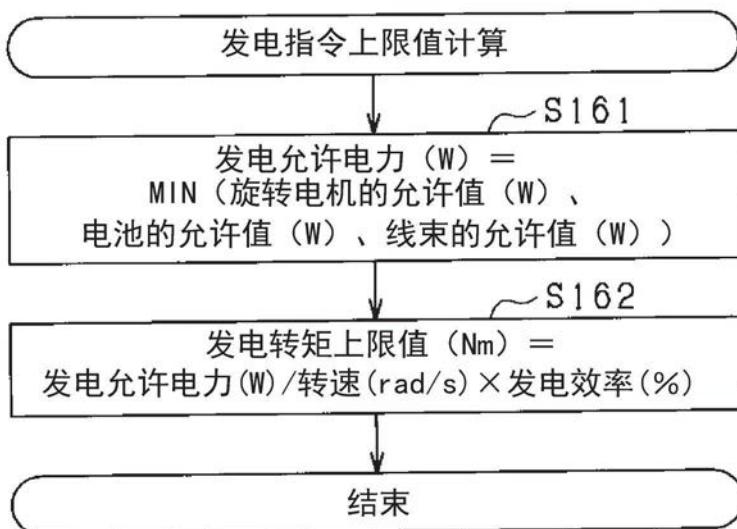 发电指令上限值计算
S161
发电允许电力（W）＝
MIN（旋转电机的允许值（W）、
电池的允许值（W）、线束的允许值（W））
S162
发电转矩上限值（Nm）＝
发电允许电力(W)/转速(rad/s)×发电效率(%)
结束